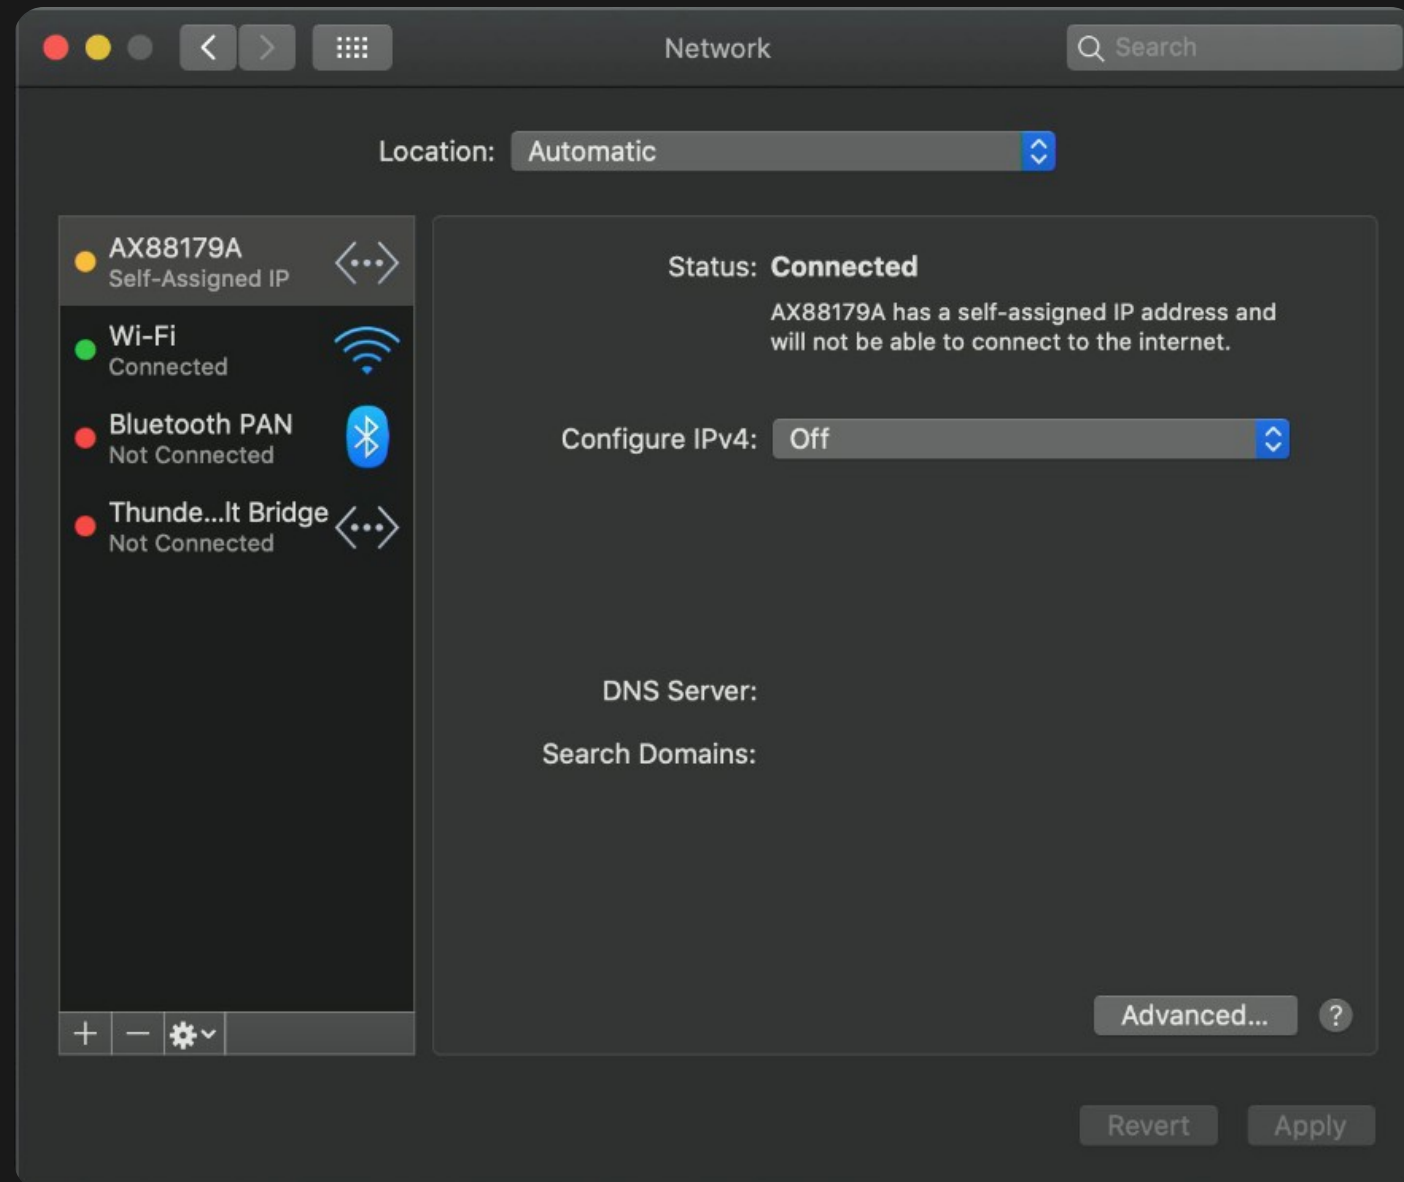 Network
Search
Location:
Automatic
AX88179A
Self-Assigned IP
Wi-Fi
Connected
Bluetooth PAN
Not Connected
Thunde...lt Bridge
Not Connected
Status: Connected
AX88179A has a self-assigned IP address and
will not be able to connect to the internet.
Configure IPv4: Off
DNS Server:
Search Domains:
Advanced...
?
Revert
Apply